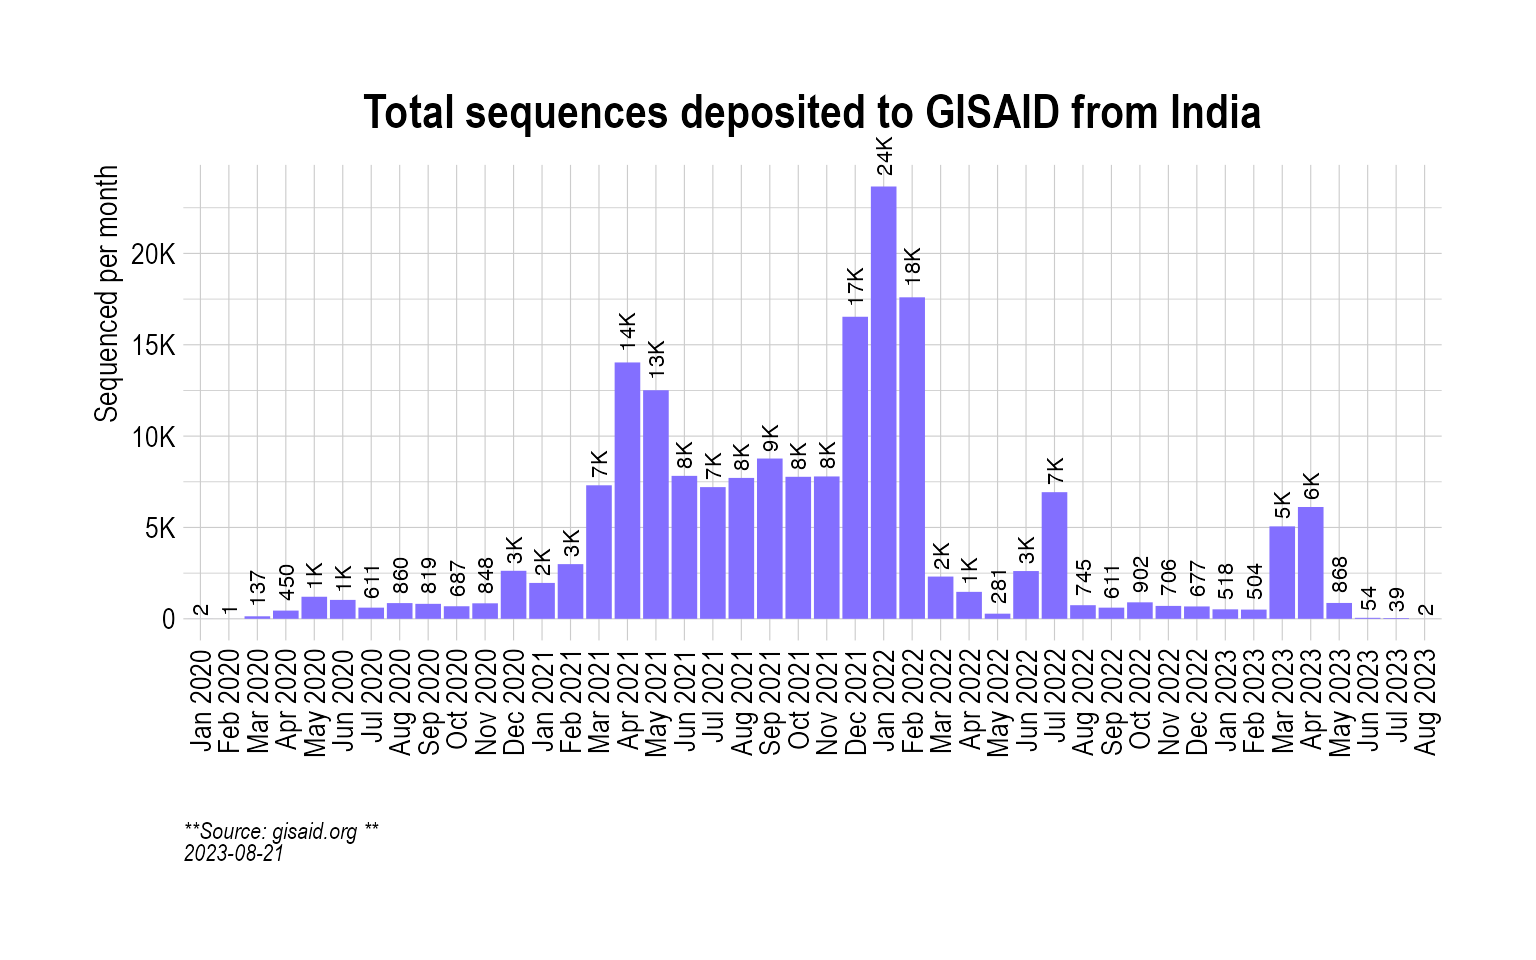 Total sequences deposited to GISAID from India
Sequenced per month
20K
15K
10K
5K
0
2
1
137
450
1K
1K
611
860
819
687
848
3K
2K
3K
7K
14K
13K
8K
7K
8K
9K
8K
8K
17K
24K
18K
2K
1K
281
3K
7K
745
611
902
706
677
518
504
5K
6K
868
54
39
2
Jan 2020
Feb 2020
Mar 2020
Apr 2020
May 2020
Jun 2020
Jul 2020
Aug 2020
Sep 2020
Oct 2020
Nov 2020
Dec 2020
Jan 2021
Feb 2021
Mar 2021
Apr 2021
May 2021
Jun 2021
Jul 2021
Aug 2021
Sep 2021
Oct 2021
Nov 2021
Dec 2021
Jan 2022
Feb 2022
Mar 2022
Apr 2022
May 2022
Jun 2022
Jul 2022
Aug 2022
Sep 2022
Oct 2022
Nov 2022
Dec 2022
Jan 2023
Feb 2023
Mar 2023
Apr 2023
May 2023
Jun 2023
Jul 2023
Aug 2023
**Source: gisaid.org **
2023-08-21